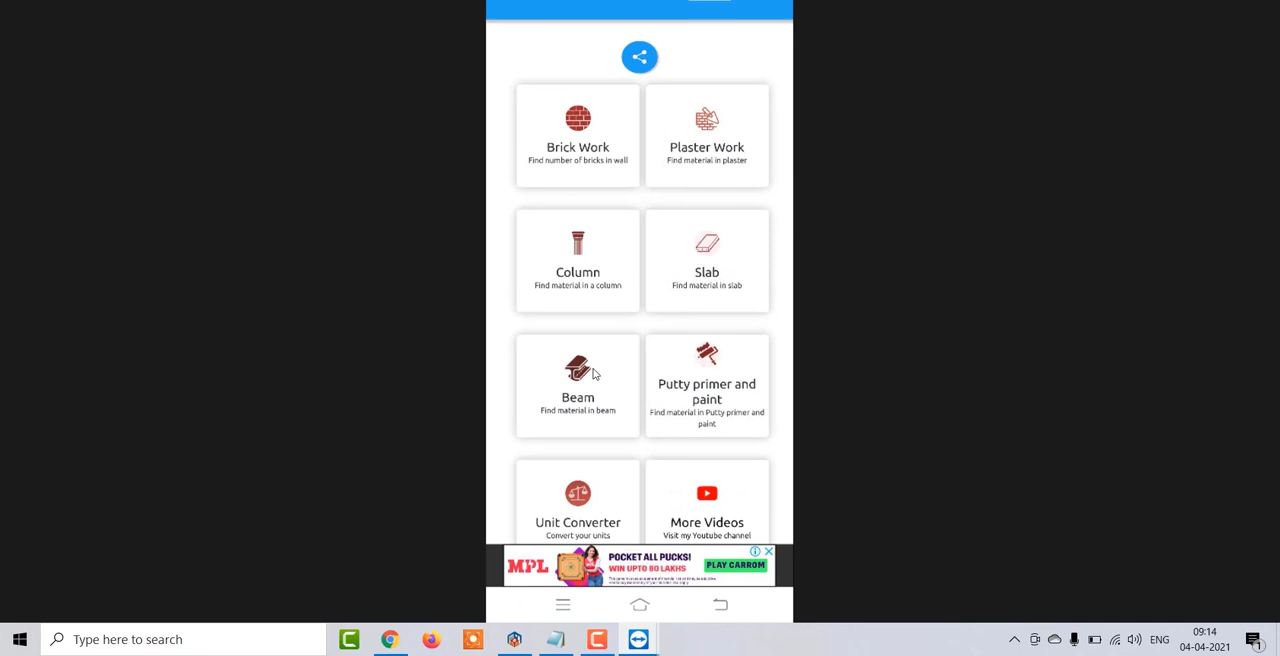 Brick Work
Find number of bricks in wall
Plaster Work
Find material in plaster
Column
Find material in a column
Slab
Find material in slab
Beam
Find material in beam
Putty primer and
paint
Find material in Putty primer and
paint
Unit Converter
Convert your units
More Videos
Visit my Youtube channel
MPL
POCKET ALL PUCKS!
WIN UPTO 80 LAKHS
PLAY CARROM
Type here to search
ENG
09:14
04-04-2021
1